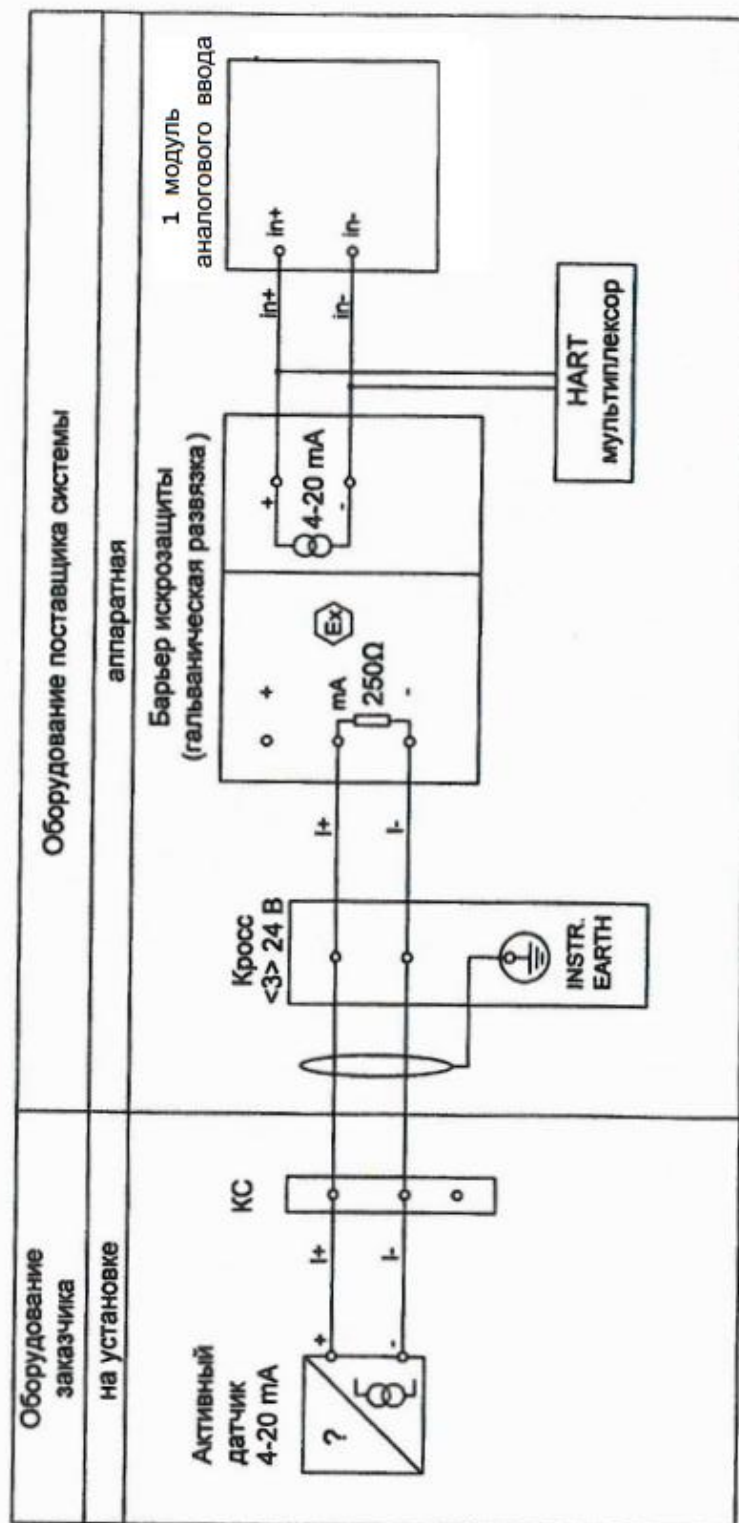 Оборудование
заказчика
Оборудование поставщика системы
на установке
аппаратная
Активный
датчик
4-20 mA
?
+
-
I+
I-
КС
Кросс
<3> 24 В
INSTR.
EARTH
I+
I-
Барьер искрозащиты
(гальваническая развязка)
+
mA
250Ω
-
Ex
+
4-20 mA
-
in+
in-
HART
мультиплексор
1 модуль
аналогового ввода
in+
in-